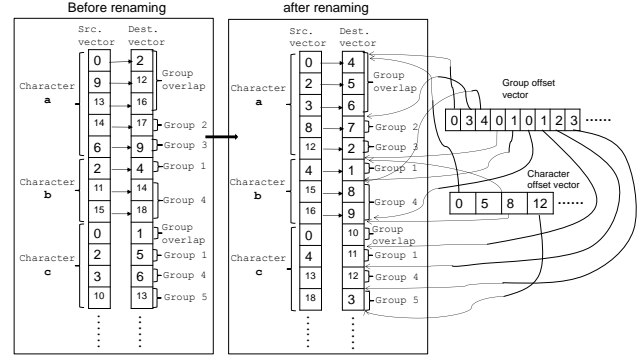 Before renaming
after renaming
Src. vector
Dest. vector
Src. vector
Dest. vector
Character a
0 2
9 12
13 16
Group overlap
14 17 Group 2
6 9 Group 3
Character b
2 4 Group 1
11 14
15 18
Group 4
Character c
0 1 Group overlap
2 5 Group 1
3 6 Group 4
10 13 Group 5
Character a
0 4
2 5
3 6
Group overlap
8 7 Group 2
12 2 Group 3
Character b
4 1 Group 1
15 8
16 9
Group 4
Character c
0 10 Group overlap
4 11 Group 1
13 12 Group 4
18 3 Group 5
Group offset vector
0 3 4 0 1 0 1 2 3 ......
Character offset vector
0 5 8 12 ......